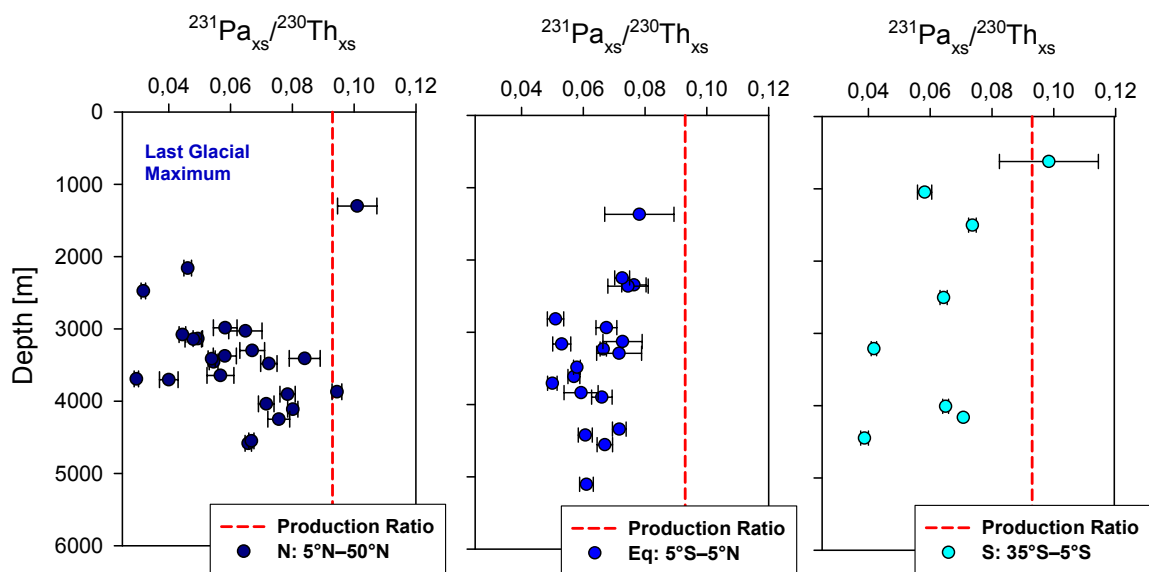 ²³¹Paₓₛ/²³⁰Thₓₛ
0,04 0,06 0,08 0,10 0,12
0
1000
2000
3000
4000
5000
6000
Depth [m]
Last Glacial
Maximum
Production Ratio
N: 5°N–50°N
²³¹Paₓₛ/²³⁰Thₓₛ
0,04 0,06 0,08 0,10 0,12
Production Ratio
Eq: 5°S–5°N
²³¹Paₓₛ/²³⁰Thₓₛ
0,04 0,06 0,08 0,10 0,12
Production Ratio
S: 35°S–5°S